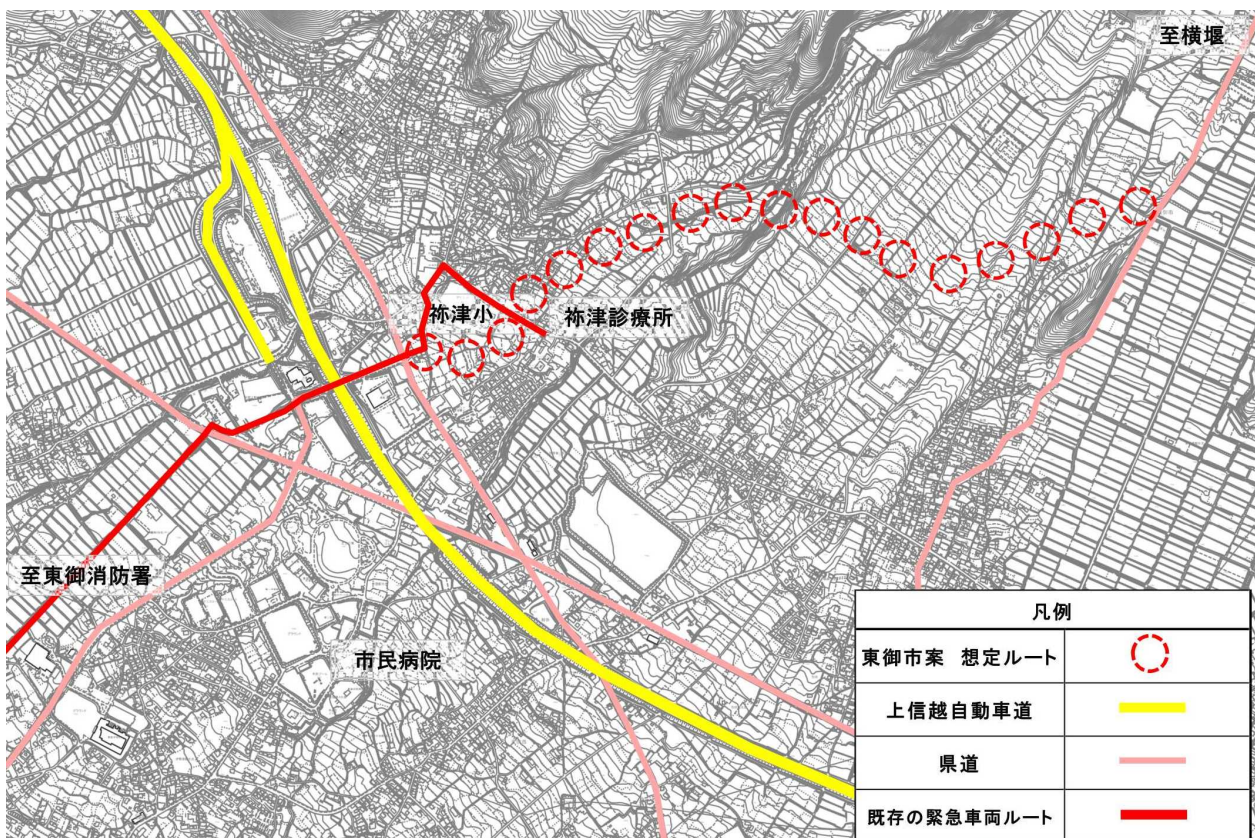 至横堰
祢津小
祢津診療所
至東御消防署
市民病院
凡例
東御市案 想定ルート
上信越自動車道
県道
既存の緊急車両ルート